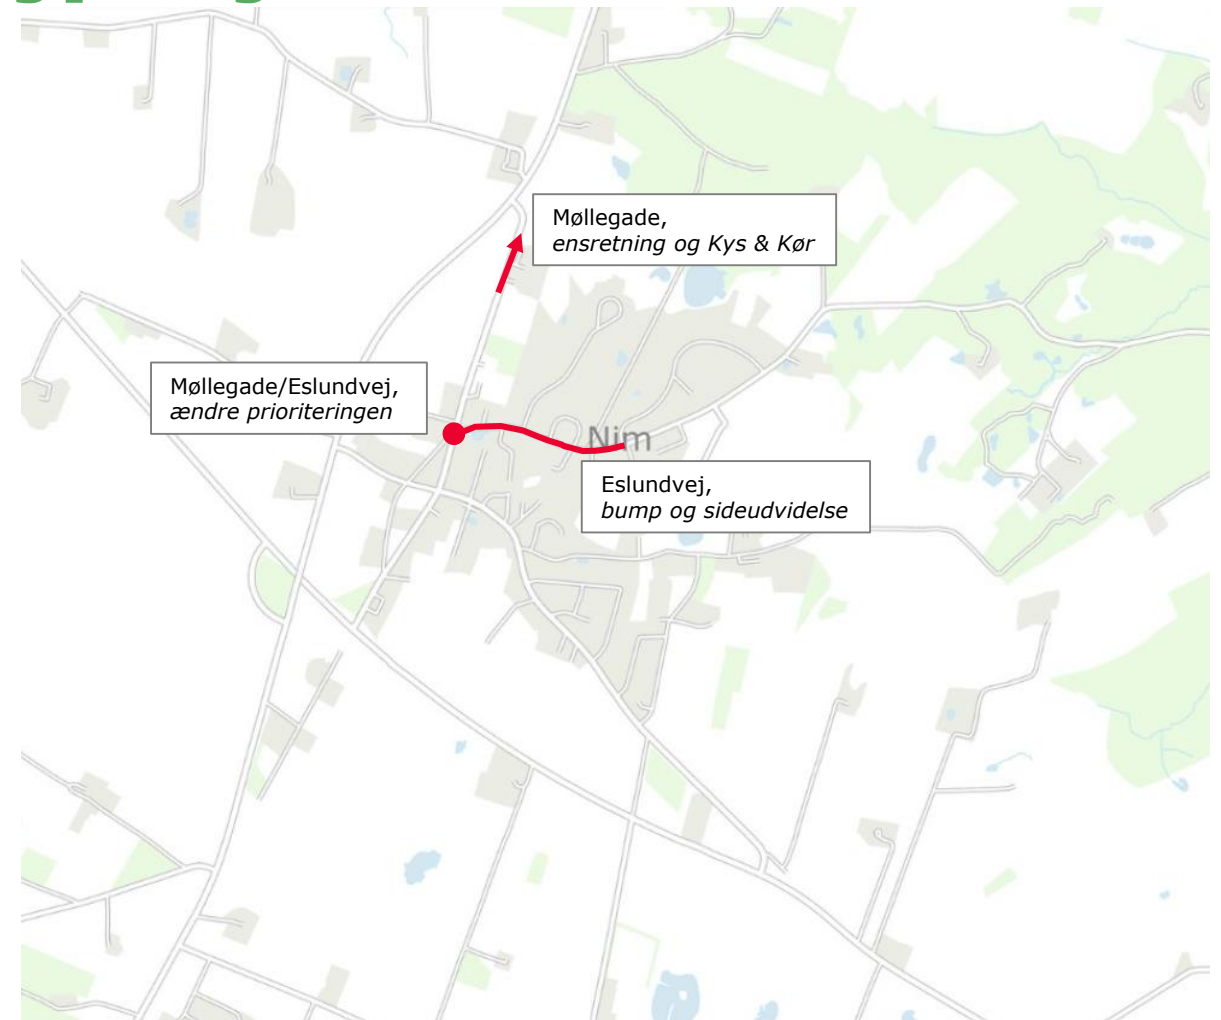 Møllegade,
ensretning og Kys & Kør
Møllegade/Eslundvej,
ændre prioriteringen
Nim
Eslundvej,
bump og sideudvidelse